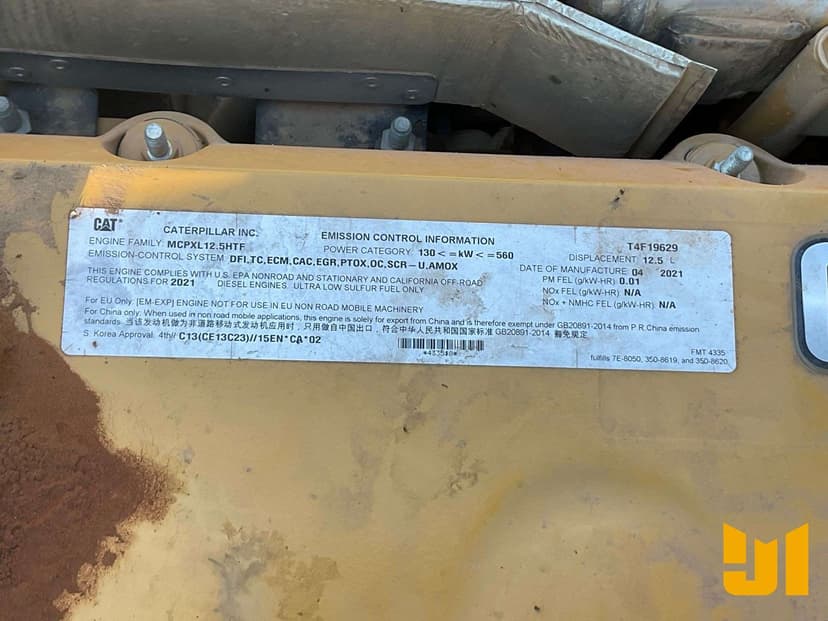 CAT CATERPILLAR INC. EMISSION CONTROL INFORMATION T4F19629
ENGINE FAMILY: MCPXL12.5HTF POWER CATEGORY: 130 < =kW < =560 DISPLACEMENT: 12.5 L
EMISSION-CONTROL SYSTEM: DFI,TC,ECM,CAC,EGR,PTOX,OC,SCR-U,AMOX DATE OF MANUFACTURE: 04 2021
THIS ENGINE COMPLIES WITH U.S. EPA NONROAD AND STATIONARY AND CALIFORNIA OFF-ROAD PM FEL (g/kW-HR) 0.01
REGULATIONS FOR 2021 DIESEL ENGINES. ULTRA LOW SULFUR FUEL ONLY NOx FEL (g/kW-HR) N/A
NOx + NMHC FEL (g/kW-HR) N/A
For EU Only: [EM-EXP] ENGINE NOT FOR USE IN EU NON ROAD MOBILE MACHINERY
For China only: When used in non road mobile applications, this engine is solely for export from China and is therefore exempt under GB20891-2014 from P.R.China emission
standards. 当该发动机做为非道路移动式发动机应用时, 只用做自中国出口, 符合中华人民共和国国家标准 GB20891-2014 豁免规定.
S. Korea Approval: 4th// C13(CE13C23)//15EN*CA*02
FMT 4335
fulfills 7E-8050, 350-8619, and 350-8620